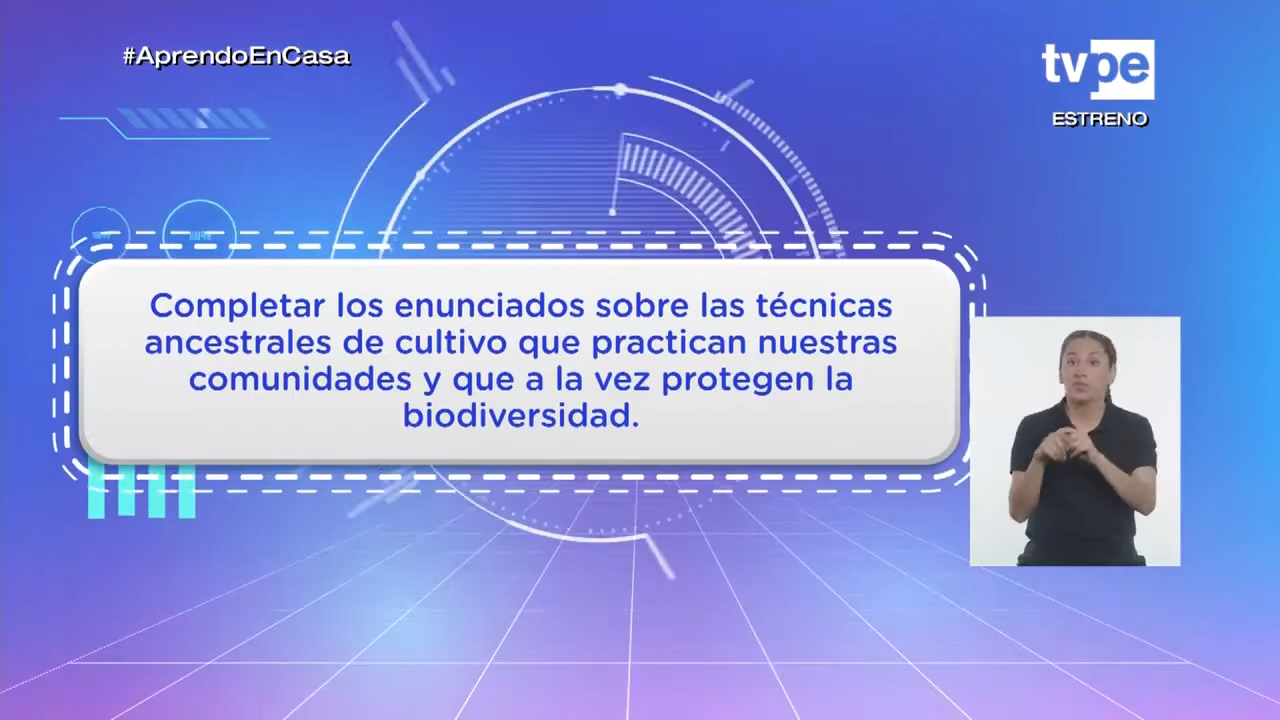 #AprendoEnCasa
tvpe
ESTRENO
Completar los enunciados sobre las técnicas
ancestrales de cultivo que practican nuestras
comunidades y que a la vez protegen la
biodiversidad.